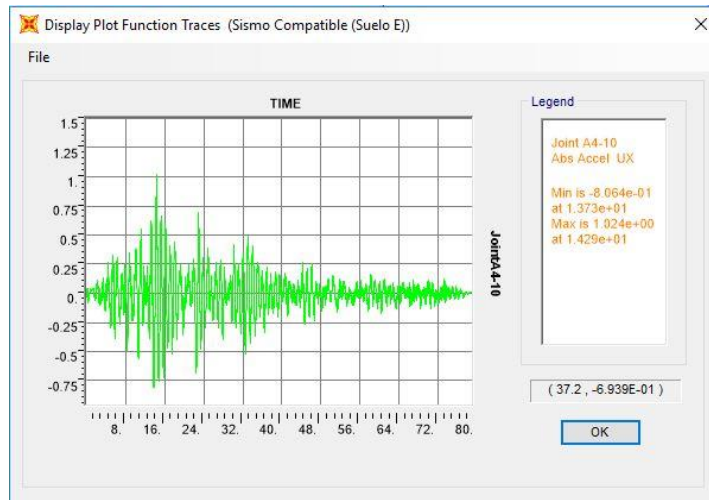 Display Plot Function Traces (Sismo Compatible (Suelo E))
File
TIME
1.5
1.25
1.
0.75
0.5
0.25
0.
-0.25
-0.5
-0.75
8. 16. 24. 32. 40. 48. 56. 64. 72. 80.
JointA4-10
Legend
Joint A4-10
Abs Accel UX
Min is -8.064e-01
at 1.373e+01
Max is 1.024e+00
at 1.429e+01
( 37.2 , -6.939E-01 )
OK